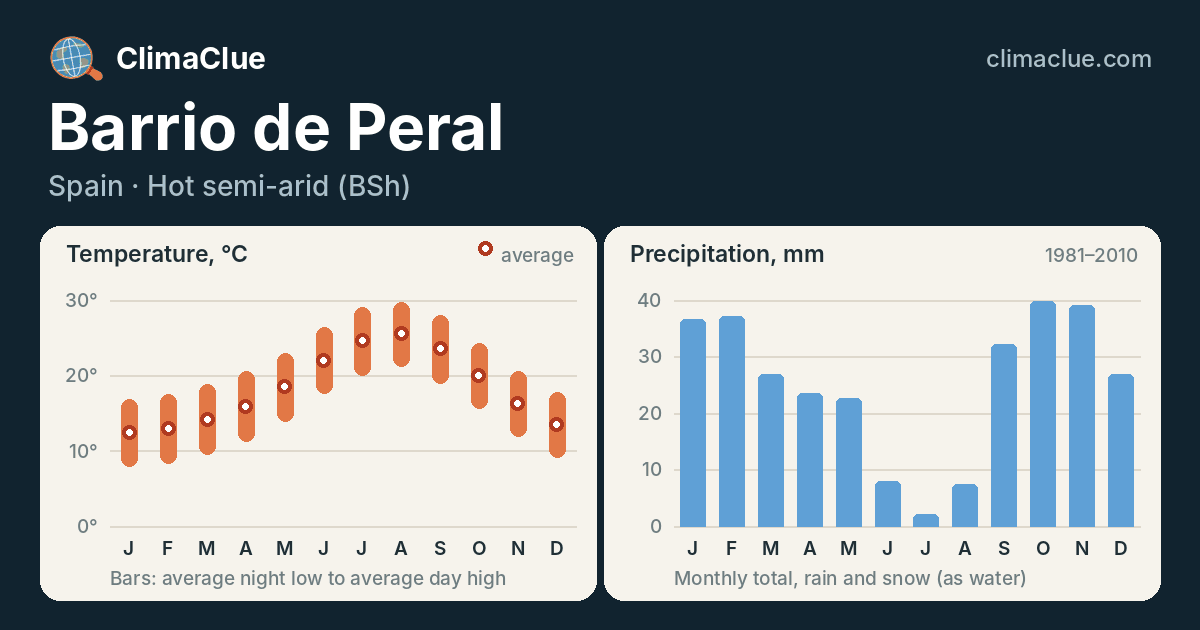 ClimaClue
climaclue.com
Barrio de Peral
Spain · Hot semi-arid (BSh)
Temperature, °C
average
30°
20°
10°
0°
J F M A M J J A S O N D
Bars: average night low to average day high
Precipitation, mm
1981–2010
40
30
20
10
0
J F M A M J J A S O N D
Monthly total, rain and snow (as water)